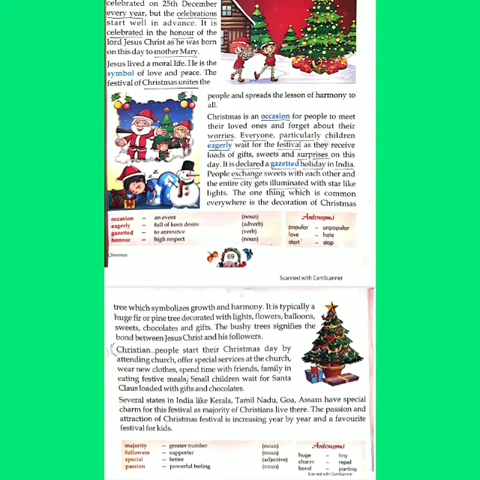 celebrated on 25th December
every year, but the celebrations
start well in advance. It is
celebrated in the honour of the
lord Jesus Christ as he was born
on this day to mother Mary.
Jesus lived a moral life. He is the
symbol of love and peace. The
festival of Christmas unites the
people and spreads the lesson of harmony to
all.
Christmas is an occasion for people to meet
their loved ones and forget about their
worries. Everyone, particularly children
eagerly wait for the festival as they receive
loads of gifts, sweets and surprises on this
day. It is declared a gazetted holiday in India.
People exchange sweets with each other and
the entire city gets illuminated with star like
lights. The one thing which is common
everywhere is the decoration of Christmas
occasion – an event (noun)
eagerly – full of keen desire (adverb)
gazetted – to announce (verb)
honour – high respect (noun)
Antonyms
popular – unpopular
love – hate
start – stop
Christmas
69
Scanned with CamScanner
tree which symbolizes growth and harmony. It is typically a
huge fir or pine tree decorated with lights, flowers, balloons,
sweets, chocolates and gifts. The bushy trees signifies the
bond between Jesus Christ and his followers.
Christian people start their Christmas day by
attending church, offer special services at the church,
wear new clothes, spend time with friends, family in
eating festive meals. Small children wait for Santa
Claus loaded with gifts and chocolates.
Several states in India like Kerala, Tamil Nadu, Goa, Assam have special
charm for this festival as majority of Christians live there. The passion and
attraction of Christmas festival is increasing year by year and a favourite
festival for kids.
majority – greater number (noun)
followers – supporter (noun)
special – better (adjective)
passion – powerful feeling (noun)
Antonyms
huge – tiny
charm – repel
bond – parting
Scanned with CamScanner